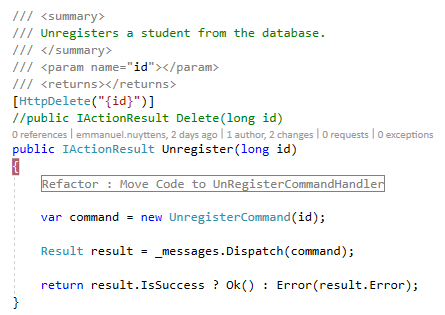 /// <summary>
/// Unregisters a student from the database.
/// </summary>
/// <param name="id"></param>
/// <returns></returns>
[HttpDelete("{id}")]
//public IActionResult Delete(long id)
0 references | emmanuel.nuyttens, 2 days ago | 1 author, 2 changes | 0 requests | 0 exceptions
public IActionResult Unregister(long id)
{
Refactor : Move Code to UnRegisterCommandHandler
var command = new UnregisterCommand(id);
Result result = _messages.Dispatch(command);
return result.IsSuccess ? Ok() : Error(result.Error);
}